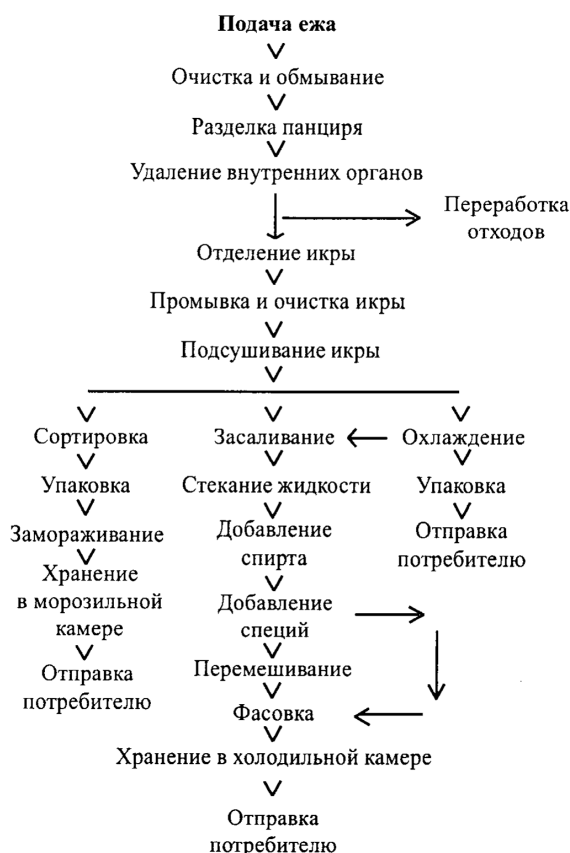 Подача ежа
Очистка и обмывание
Разделка панциря
Удаление внутренних органов
Переработка
отходов
Отделение икры
Промывка и очистка икры
Подсушивание икры
Сортировка
Упаковка
Замораживание
Хранение
в морозильной
камере
Отправка
потребителю
Засаливание
Стекание жидкости
Добавление
спирта
Добавление
специй
Перемешивание
Фасовка
Хранение в холодильной камере
Отправка
потребителю
Охлаждение
Упаковка
Отправка
потребителю